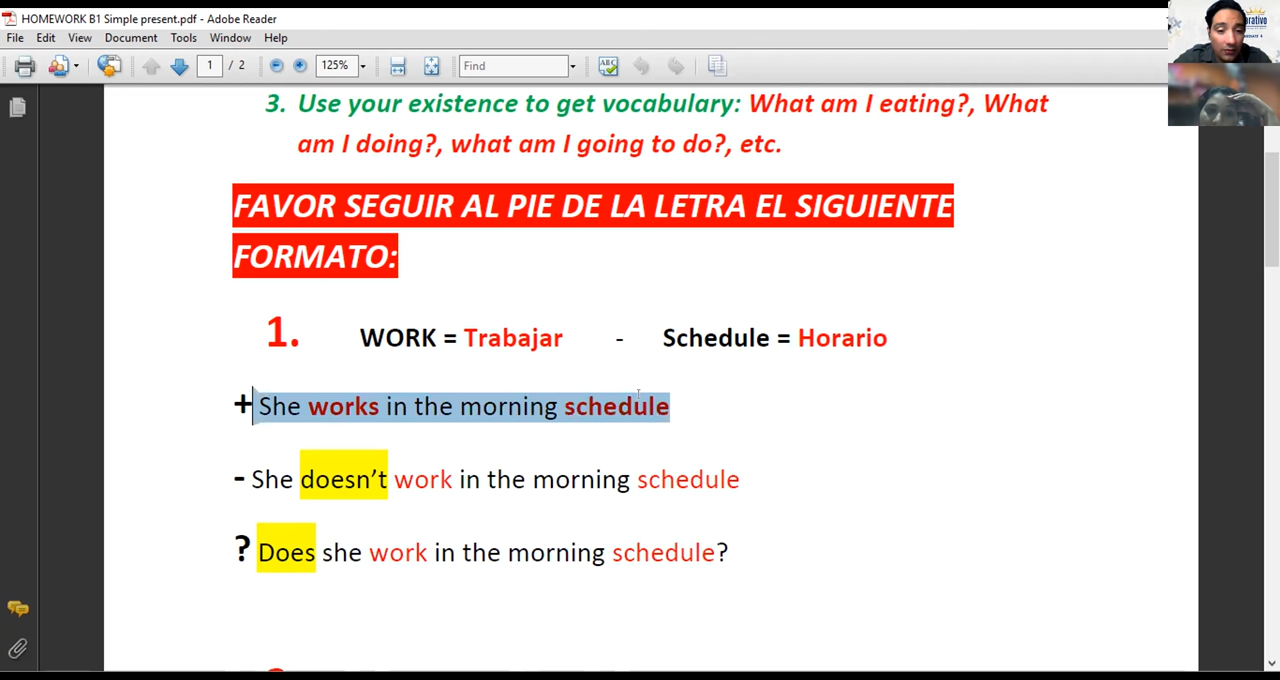 HOMEWORK B1 Simple present.pdf - Adobe Reader
File Edit View Document Tools Window Help
1 / 2 125% Find
3. Use your existence to get vocabulary: What am I eating?, What
am I doing?, what am I going to do?, etc.
FAVOR SEGUIR AL PIE DE LA LETRA EL SIGUIENTE
FORMATO:
1. WORK = Trabajar - Schedule = Horario
+ She works in the morning schedule
- She doesn’t work in the morning schedule
? Does she work in the morning schedule?